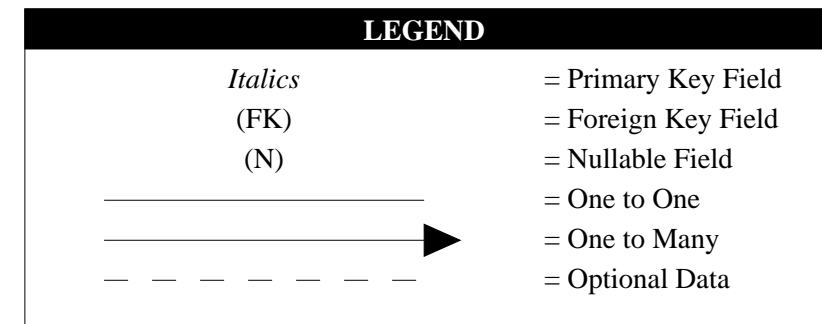 LEGEND
Italics = Primary Key Field
(FK) = Foreign Key Field
(N) = Nullable Field
= One to One
= One to Many
= Optional Data